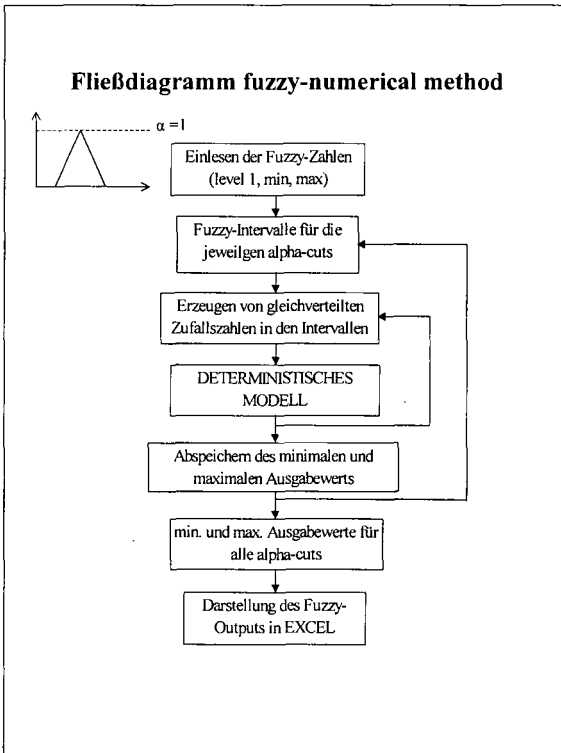 Fließdiagramm fuzzy-numerical method
α = 1
Einlesen der Fuzzy-Zahlen
(level 1, min, max)
Fuzzy-Intervalle für die
jeweilgen alpha-cuts
Erzeugen von gleichverteilten
Zufallszahlen in den Intervallen
DETERMINISTISCHES
MODELL
Abspeichern des minimalen und
maximalen Ausgabewerts
min. und max. Ausgabewerte für
alle alpha-cuts
Darstellung des Fuzzy-
Outputs in EXCEL